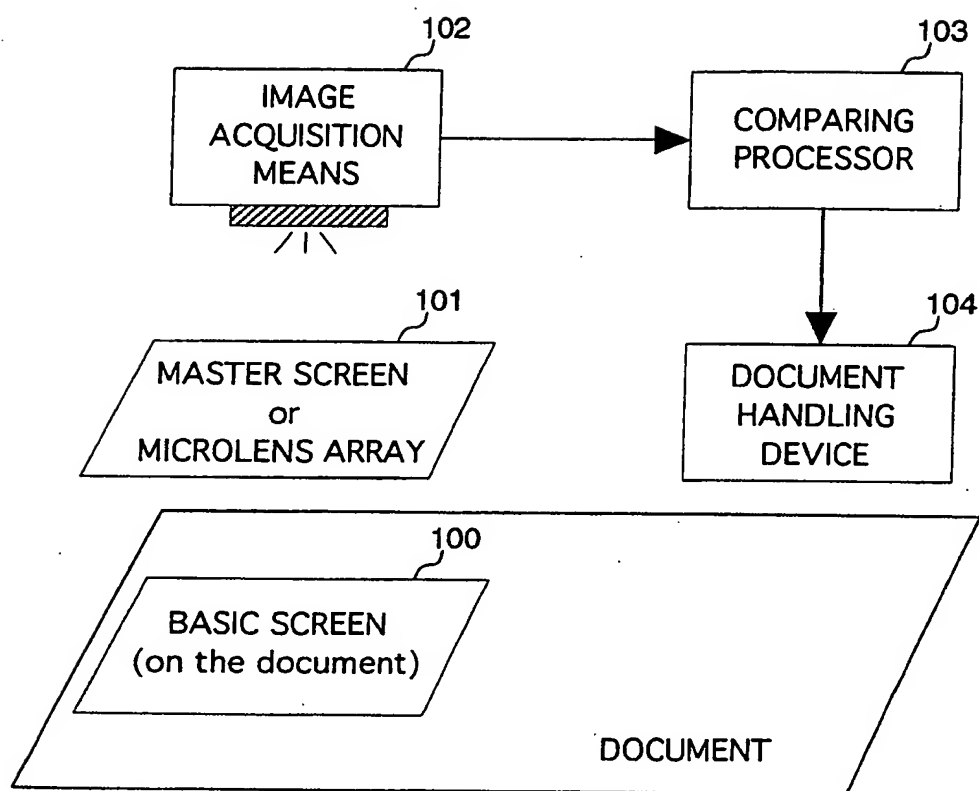 102
IMAGE
ACQUISITION
MEANS
103
COMPARING
PROCESSOR
101
MASTER SCREEN
or
MICROLENS ARRAY
104
DOCUMENT
HANDLING
DEVICE
100
BASIC SCREEN
(on the document)
DOCUMENT